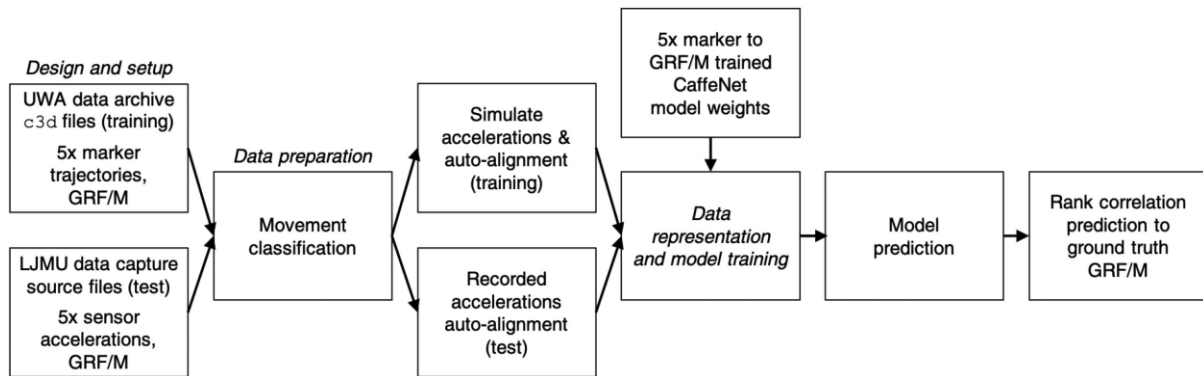 Design and setup
UWA data archive
c3d files (training)
5x marker
trajectories,
GRF/M
LJMU data capture
source files (test)
5x sensor
accelerations,
GRF/M
Data preparation
Movement
classification
Simulate
accelerations &
auto-alignment
(training)
Recorded
accelerations
auto-alignment
(test)
5x marker to
GRF/M trained
CaffeNet
model weights
Data
representation
and model training
Model
prediction
Rank correlation
prediction to
ground truth
GRF/M